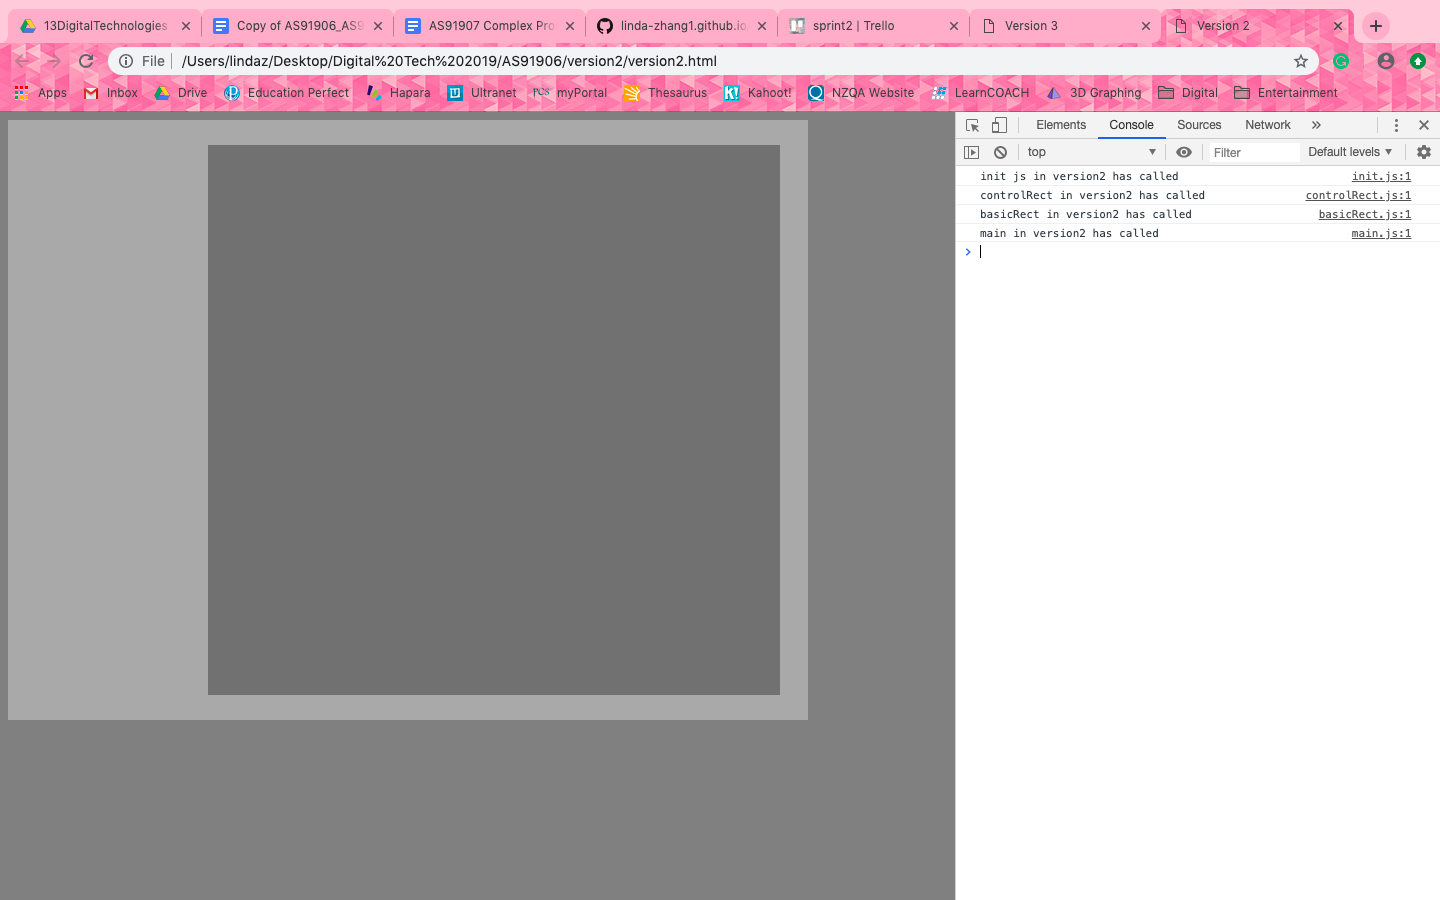 13DigitalTechnologies
Copy of AS91906_AS9
AS91907 Complex Pro
linda-zhang1.github.io
sprint2 | Trello
Version 3
Version 2
File
/Users/lindaz/Desktop/Digital%20Tech%202019/AS91906/version2/version2.html
Apps
Inbox
Drive
Education Perfect
Hapara
Ultranet
PCS myPortal
Thesaurus
K! Kahoot!
NZQA Website
LearnCOACH
3D Graphing
Digital
Entertainment
Elements
Console
Sources
Network
»
top
Filter
Default levels
init js in version2 has called init.js:1
controlRect in version2 has called controlRect.js:1
basicRect in version2 has called basicRect.js:1
main in version2 has called main.js:1
>